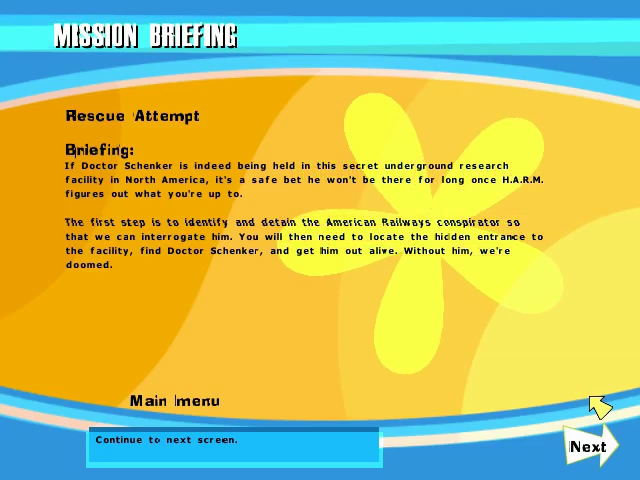 MISSION BRIEFING
Rescue Attempt
Briefing:
If Doctor Schenker is indeed being held in this secret underground research
facility in North America, it's a safe bet he won't be there for long once H.A.R.M.
figures out what you're up to.
The first step is to identify and detain the American Railways conspirator so
that we can interrogate him. You will then need to locate the hidden entrance to
the facility, find Doctor Schenker, and get him out alive. Without him, we're
doomed.
Main menu
Continue to next screen.
Next